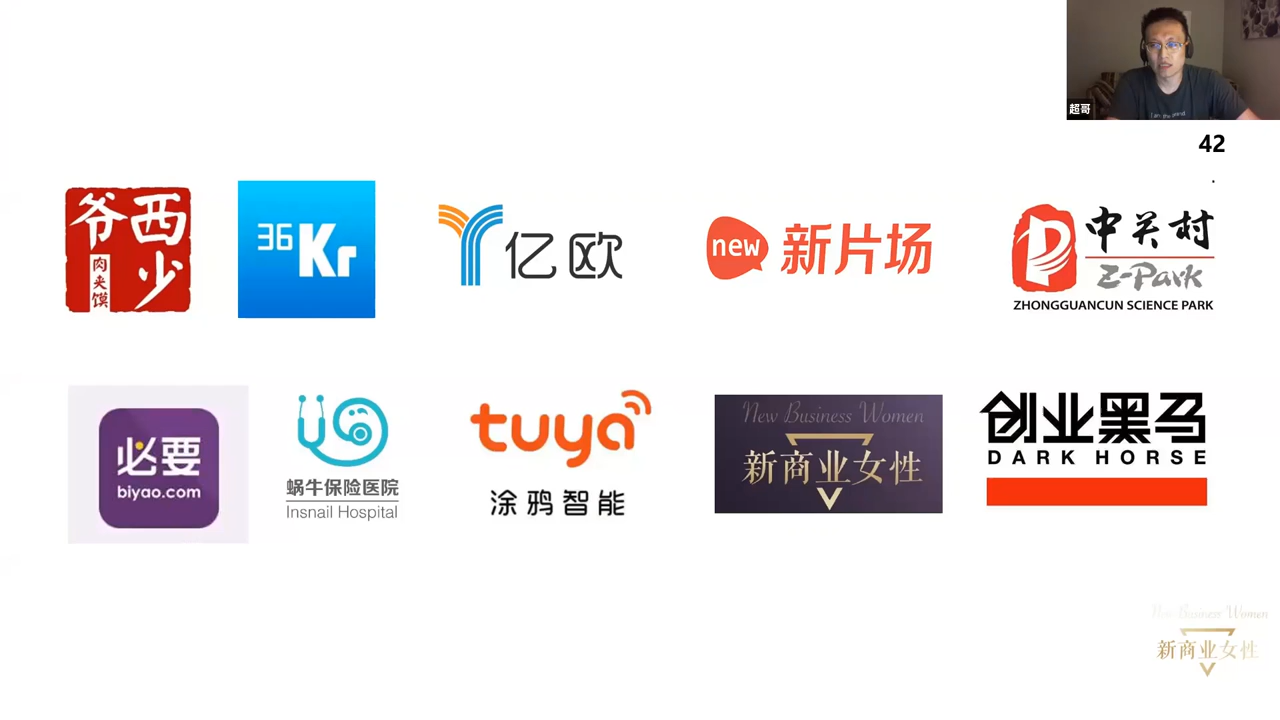 超哥
42
西少
爷
肉夹馍
36Kr
亿欧
new 新片场
中关村
Z-Park
ZHONGGUANCUN SCIENCE PARK
必要
biyao.com
蜗牛保险医院
Insnail Hospital
tuya
涂鸦智能
New Business Women
新商业女性
创业黑马
DARK HORSE
New Business Women
新商业女性